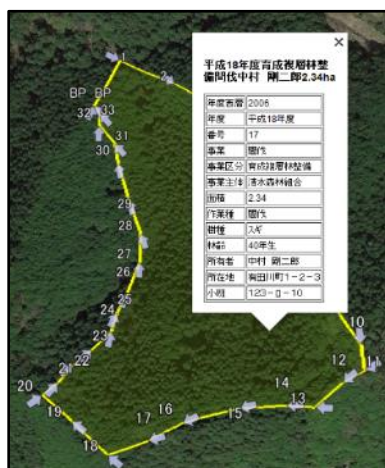 平成18年度育成複層林整
備間伐中村 剛二郎2.34ha
年度西暦 2006
年度 平成18年度
番号 17
事業 間伐
事業区分 育成複層林整備
事業主体 清水森林組合
面積 2.34
作業種 間伐
樹種 スギ
林齢 40年生
所有者 中村 剛二郎
所在地 有田川町1-2-3
小班 123-ロ-10
1
2
BP BP
32 33
31
30
29
28
27
26
25
24
23
22
21
20
19
18
17
16
15
14
13
12
11
10